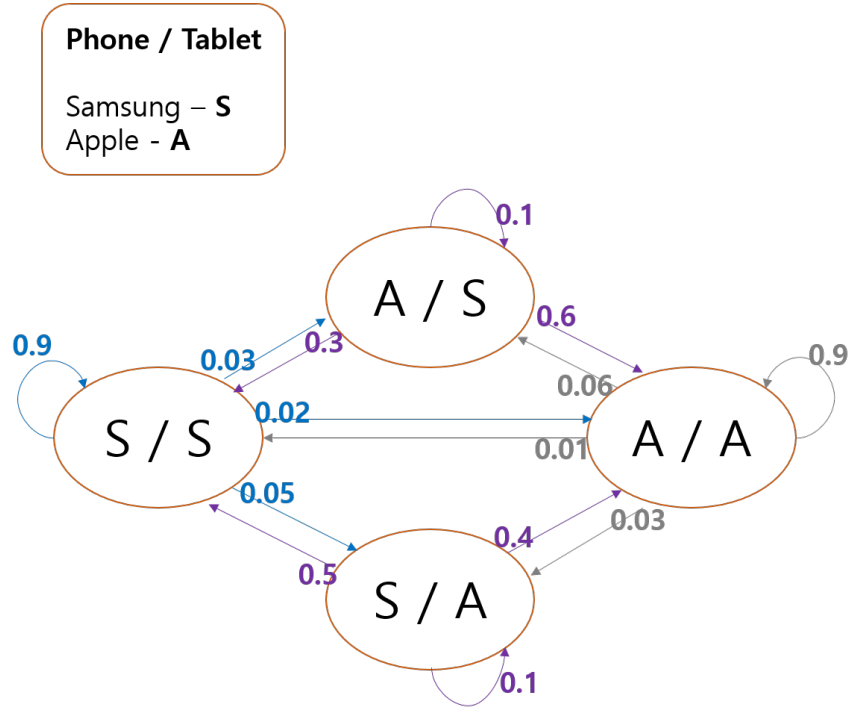 Phone / Tablet
Samsung – S
Apple - A
0.1
A / S
0.6
0.3
0.03
0.9
0.06
0.9
0.02
S / S
A / A
0.01
0.05
0.03
0.4
0.5
S / A
0.1